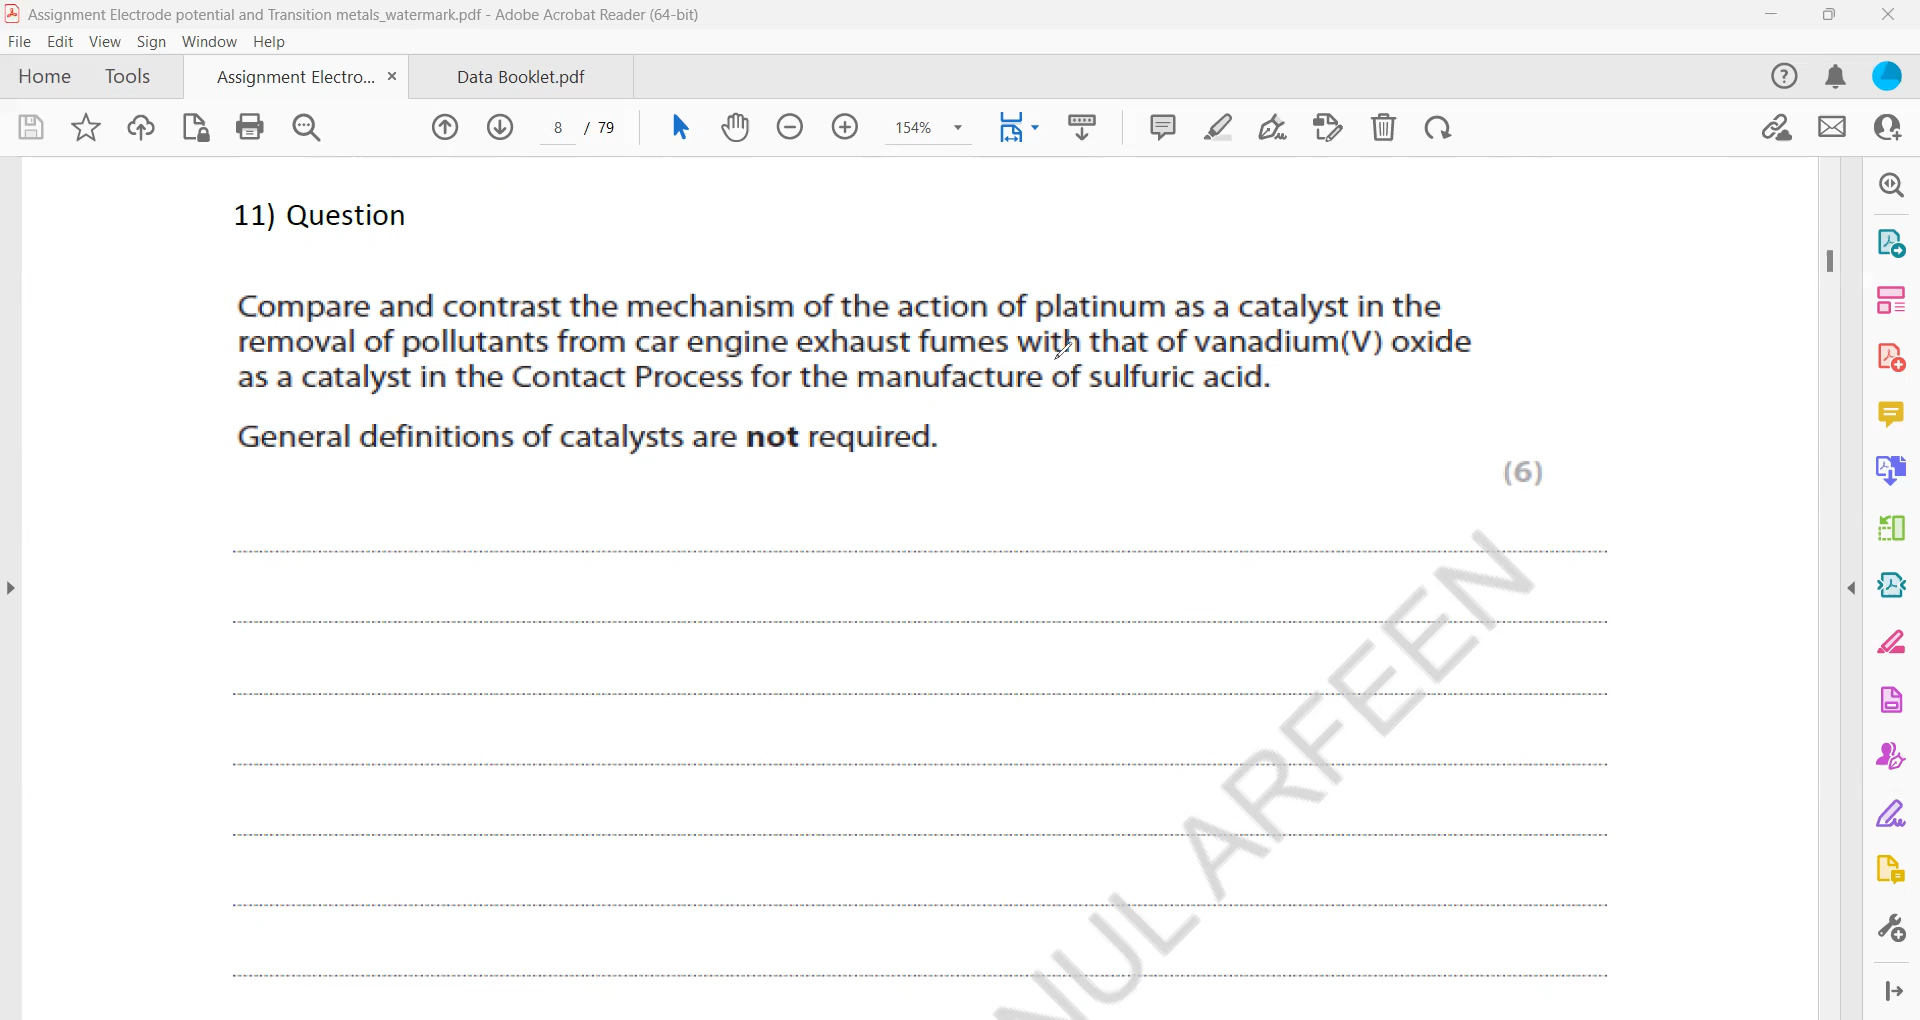 Assignment Electrode potential and Transition metals_watermark.pdf - Adobe Acrobat Reader (64-bit)
File Edit View Sign Window Help
Home Tools Assignment Electro... × Data Booklet.pdf
8 / 79 154%
11) Question
Compare and contrast the mechanism of the action of platinum as a catalyst in the
removal of pollutants from car engine exhaust fumes with that of vanadium(V) oxide
as a catalyst in the Contact Process for the manufacture of sulfuric acid.
General definitions of catalysts are not required.
(6)
NUL ARFEEN